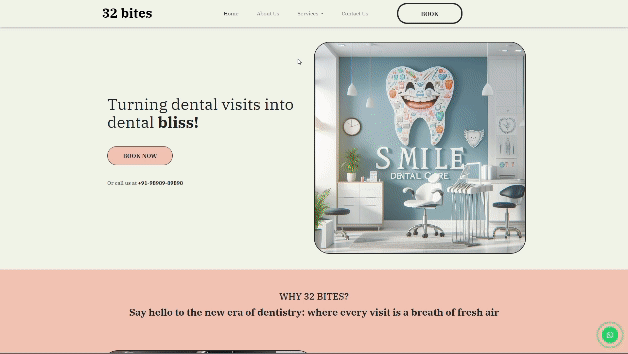 32 bites
Home About Us Services Contact Us BOOK
SMILE
DENTAL CARE
Turning dental visits into
dental bliss!
BOOK NOW
Or call us at +91-98989-89898
WHY 32 BITES?
Say hello to the new era of dentistry: where every visit is a breath of fresh air